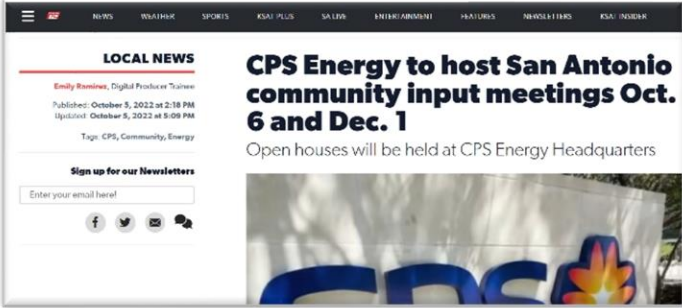 NEWS WEATHER SPORTS KSAT PLUS SA LIVE ENTERTAINMENT FEATURES NEWSLETTERS KSAT INSIDER
LOCAL NEWS
Emily Ramirez, Digital Producer Trainee
Published: October 5, 2022 at 2:18 PM
Updated: October 5, 2022 at 5:09 PM
Tags: CPS, Community, Energy
Sign up for our Newsletters
Enter your email here!
CPS Energy to host San Antonio
community input meetings Oct.
6 and Dec. 1
Open houses will be held at CPS Energy Headquarters
CPS